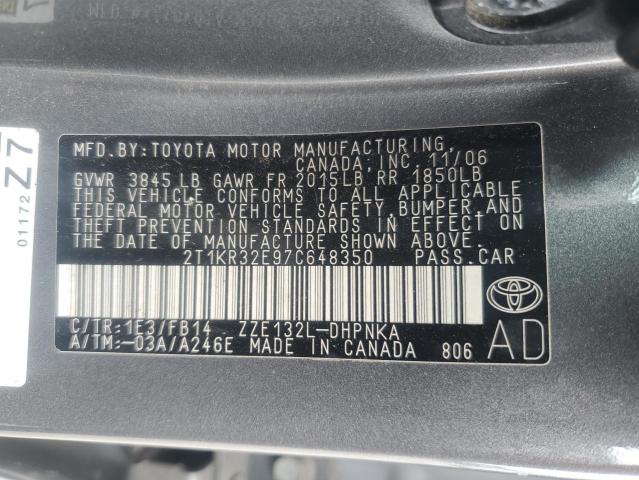 MFD.BY:TOYOTA MOTOR MANUFACTURING,
CANADA, INC. 11/06
GVWR 3845 LB GAWR FR 2015LB RR 1850LB
THIS VEHICLE CONFORMS TO ALL APPLICABLE
FEDERAL MOTOR VEHICLE SAFETY, BUMPER AND
THEFT PREVENTION STANDARDS IN EFFECT ON
THE DATE OF MANUFACTURE SHOWN ABOVE.
2T1KR32E97C648350 PASS.CAR
C/TR:1E3/FB14 ZZE132L-DHPNKA
A/TM:-03A/A246E MADE IN CANADA 806
AD
Z 7
01172